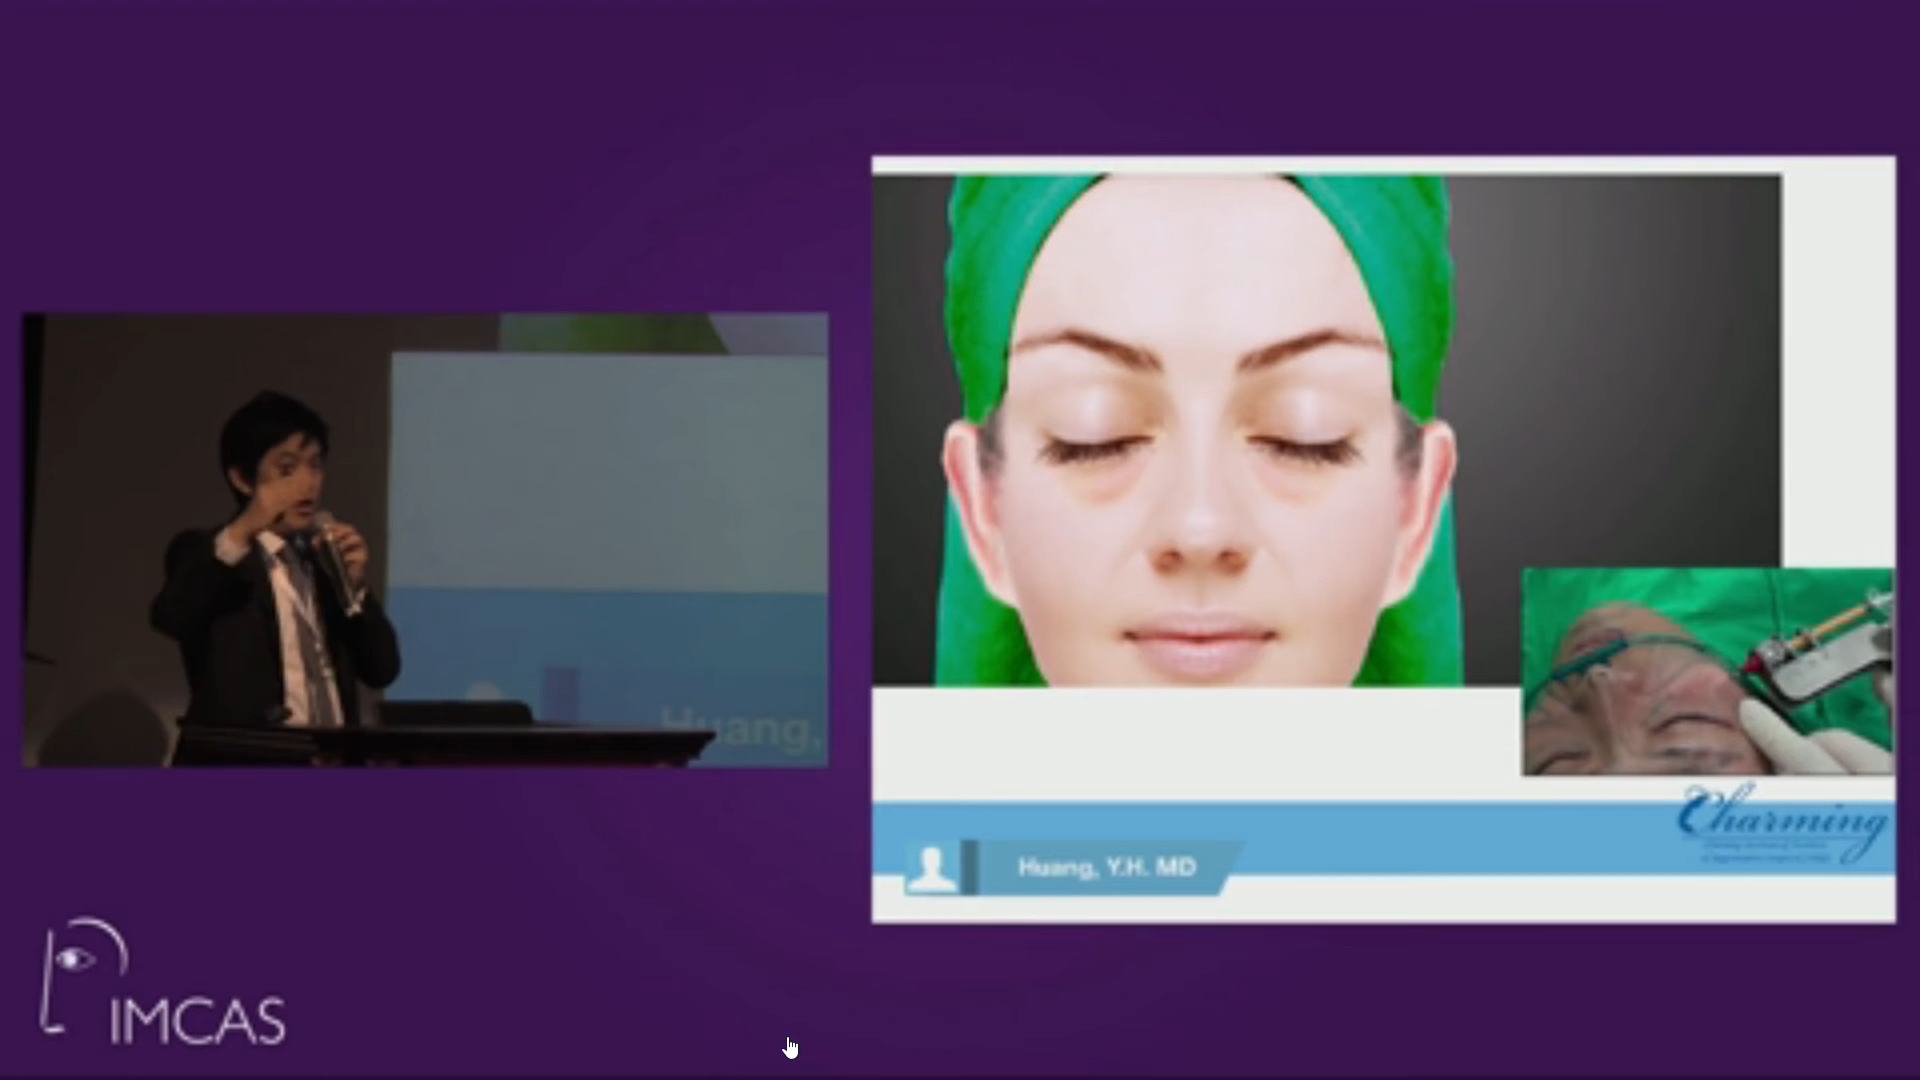 Huang,
Charming
Huang, Y.H. MD
IMCAS